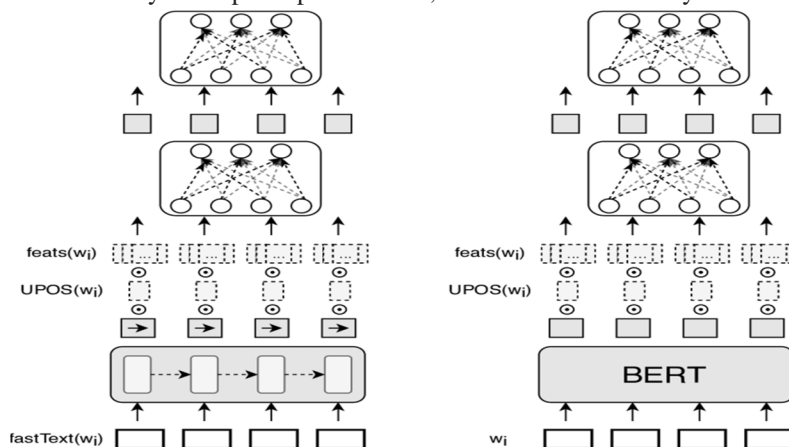 feats(wi) feats(wi)
UPOS(wi) UPOS(wi)
BERT
fastText(wi) wi